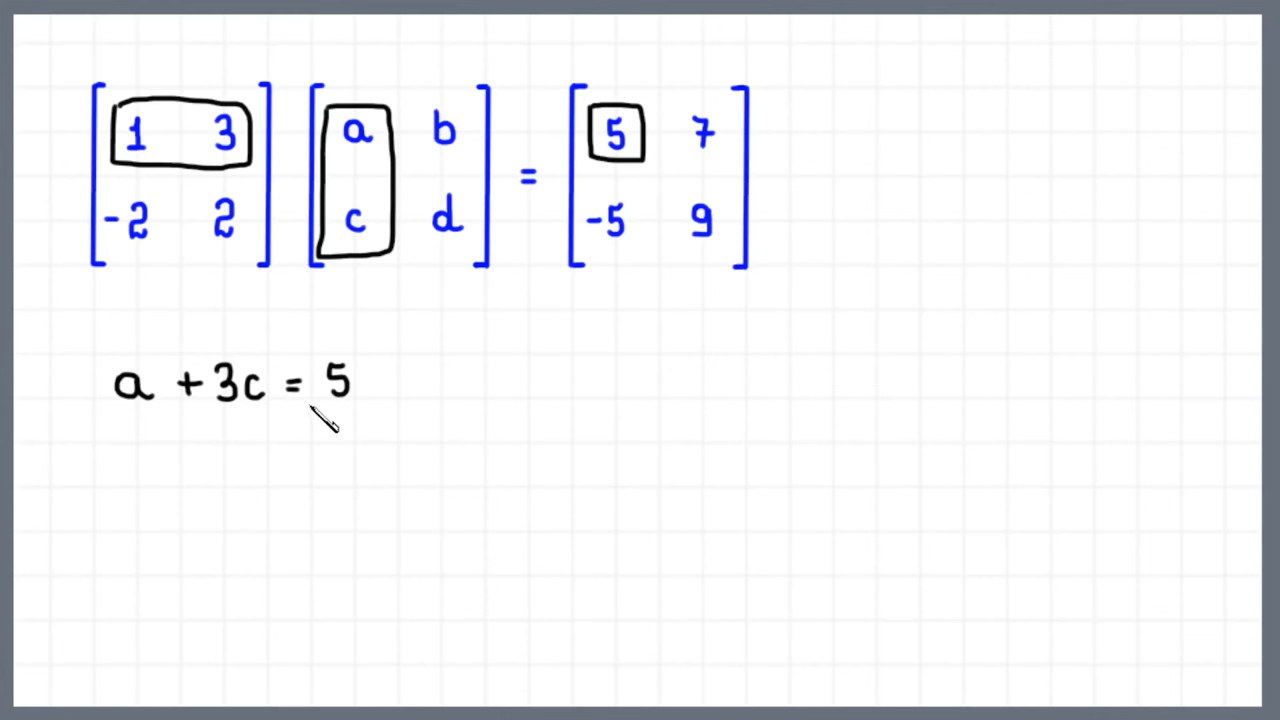 [ 1 3 ] [ a b ] = [ 5 7 ]
[ -2 2 ] [ c d ] [ -5 9 ]
a + 3c = 5